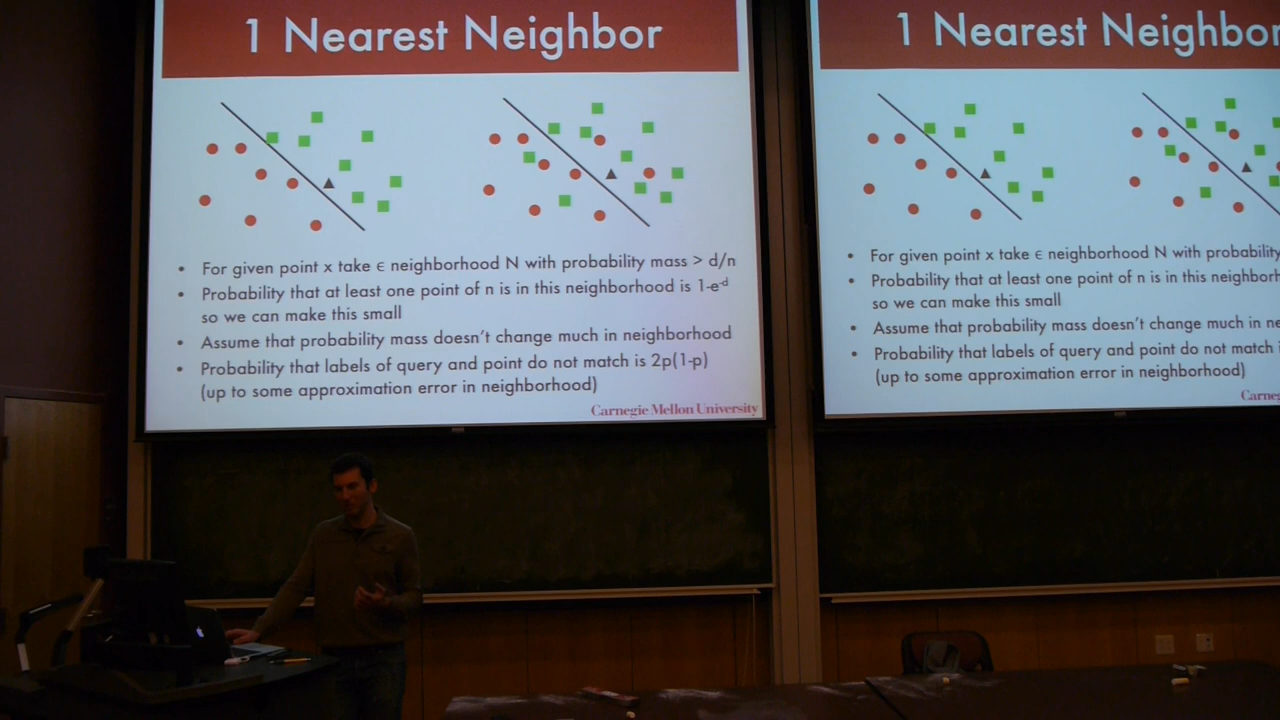 1 Nearest Neighbor
• For given point x take ϵ neighborhood N with probability mass > d/n
• Probability that at least one point of n is in this neighborhood is 1-e⁻ᵈ
so we can make this small
• Assume that probability mass doesn't change much in neighborhood
• Probability that labels of query and point do not match is 2p(1-p)
(up to some approximation error in neighborhood)
Carnegie Mellon University
1 Nearest Neighbor
• For given point x take ϵ neighborhood N with probability
• Probability that at least one point of n is in this neighborh
so we can make this small
• Assume that probability mass doesn't change much in ne
• Probability that labels of query and point do not match
(up to some approximation error in neighborhood)
Carne